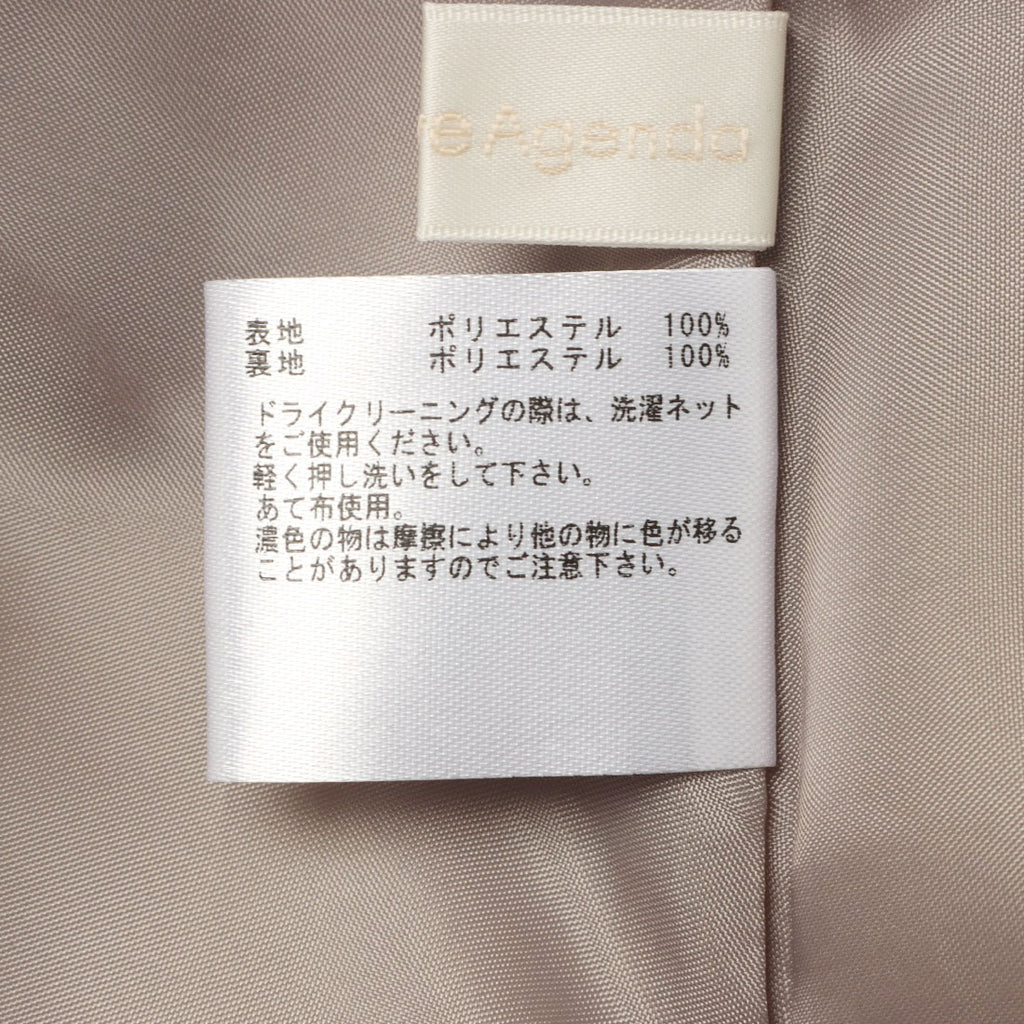 Agenda
表地 ポリエステル 100%
裏地 ポリエステル 100%
ドライクリーニングの際は、洗濯ネット
をご使用ください。
軽く押し洗いをして下さい。
あて布使用。
濃色の物は摩擦により他の物に色が移る
ことがありますのでご注意下さい。